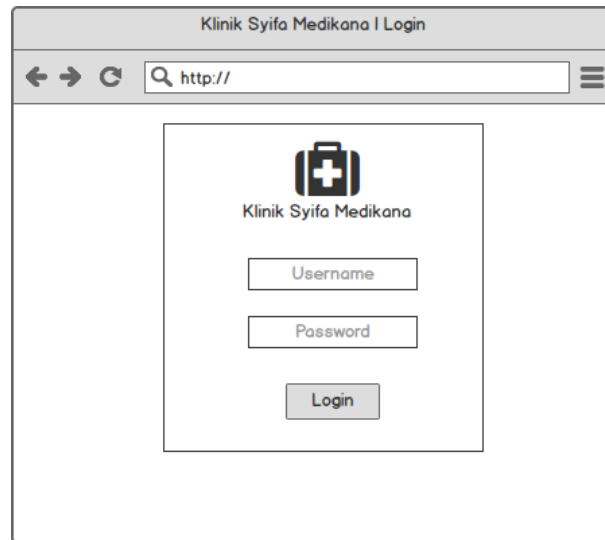 Klinik Syifa Medikana | Login
http://
Klinik Syifa Medikana
Username
Password
Login